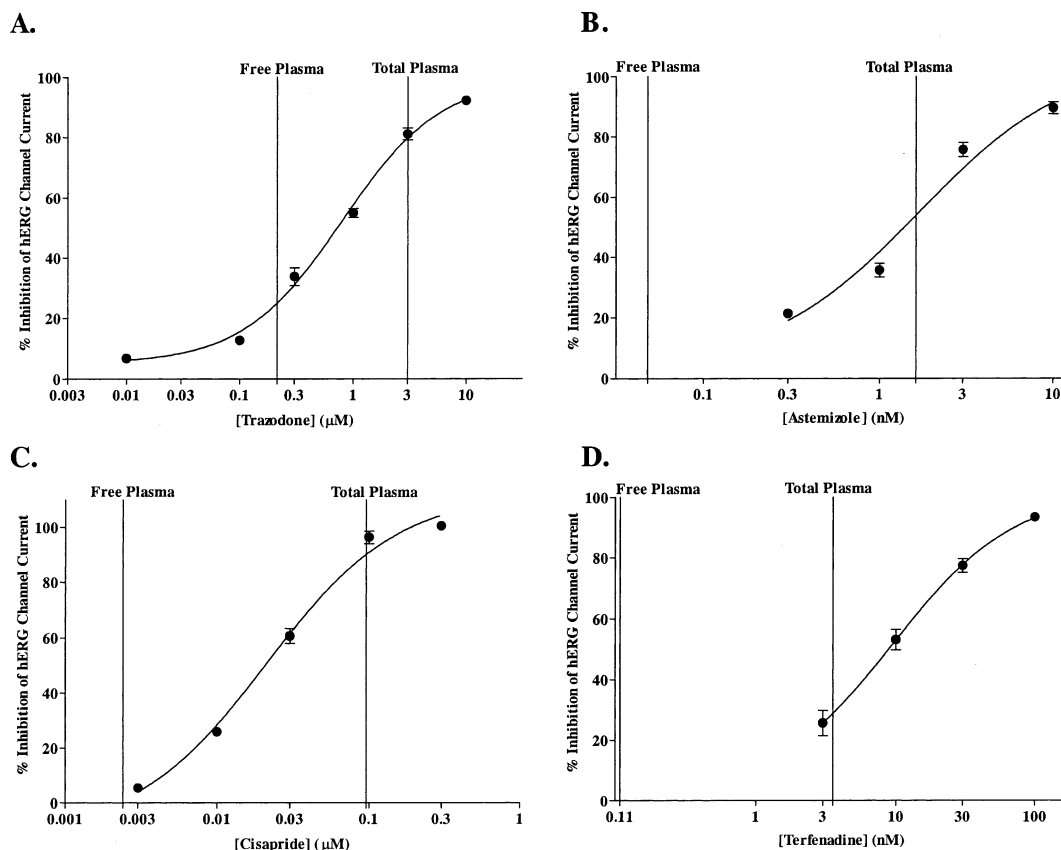 A.
Free Plasma Total Plasma
% Inhibition of hERG Channel Current
100
80
60
40
20
0
0.003 0.01 0.03 0.1 0.3 1 3 10
[Trazodone] (μM)
B.
Free Plasma Total Plasma
% Inhibition of hERG Channel Current
100
80
60
40
20
0
0.1 0.3 1 3 10
[Astemizole] (nM)
C.
Free Plasma Total Plasma
% Inhibition of hERG Channel Current
100
80
60
40
20
0
0.001 0.003 0.01 0.03 0.1 0.3 1
[Cisapride] (μM)
D.
Free Plasma Total Plasma
% Inhibition of hERG Channel Current
100
80
60
40
20
0
0.11 1 3 10 30 100
[Terfenadine] (nM)